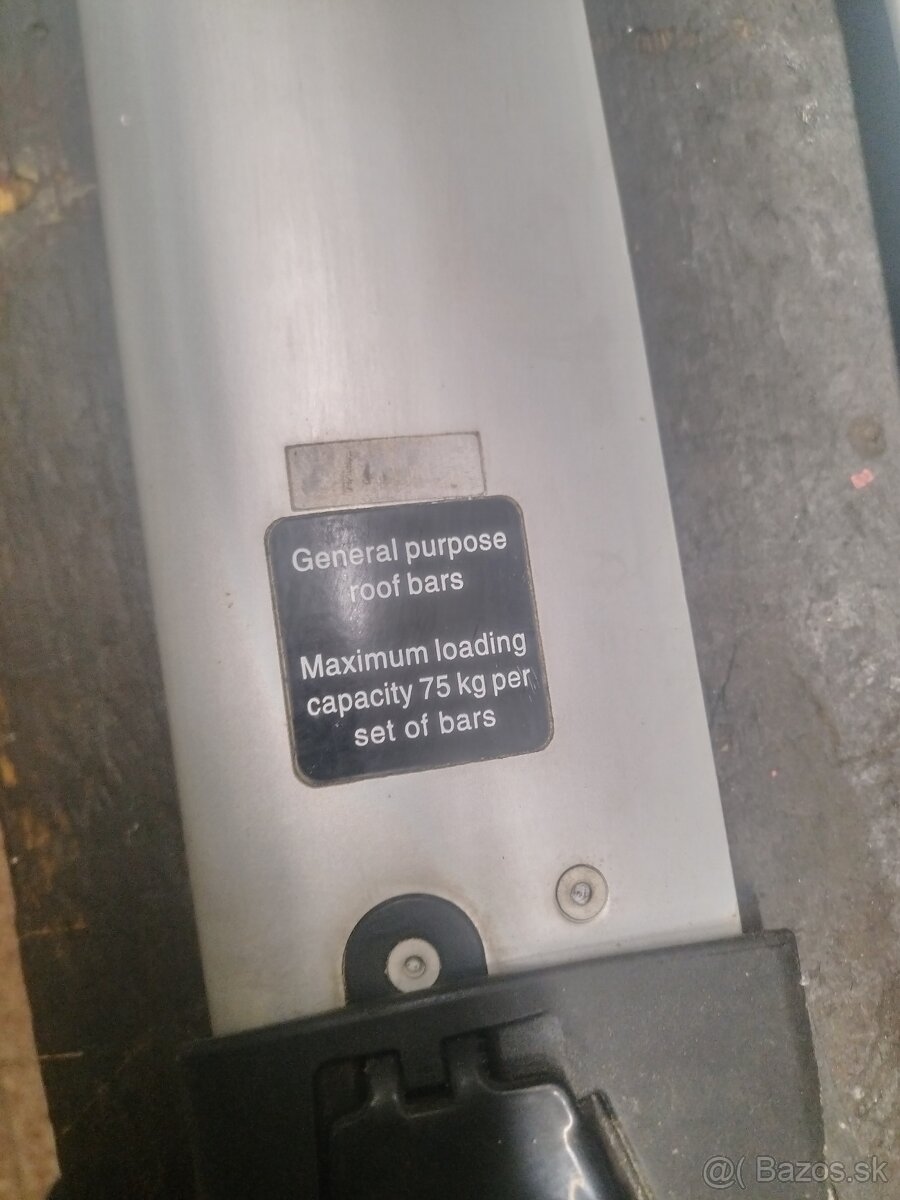 General purpose
roof bars
Maximum loading
capacity 75 kg per
set of bars
@( Bazos.sk